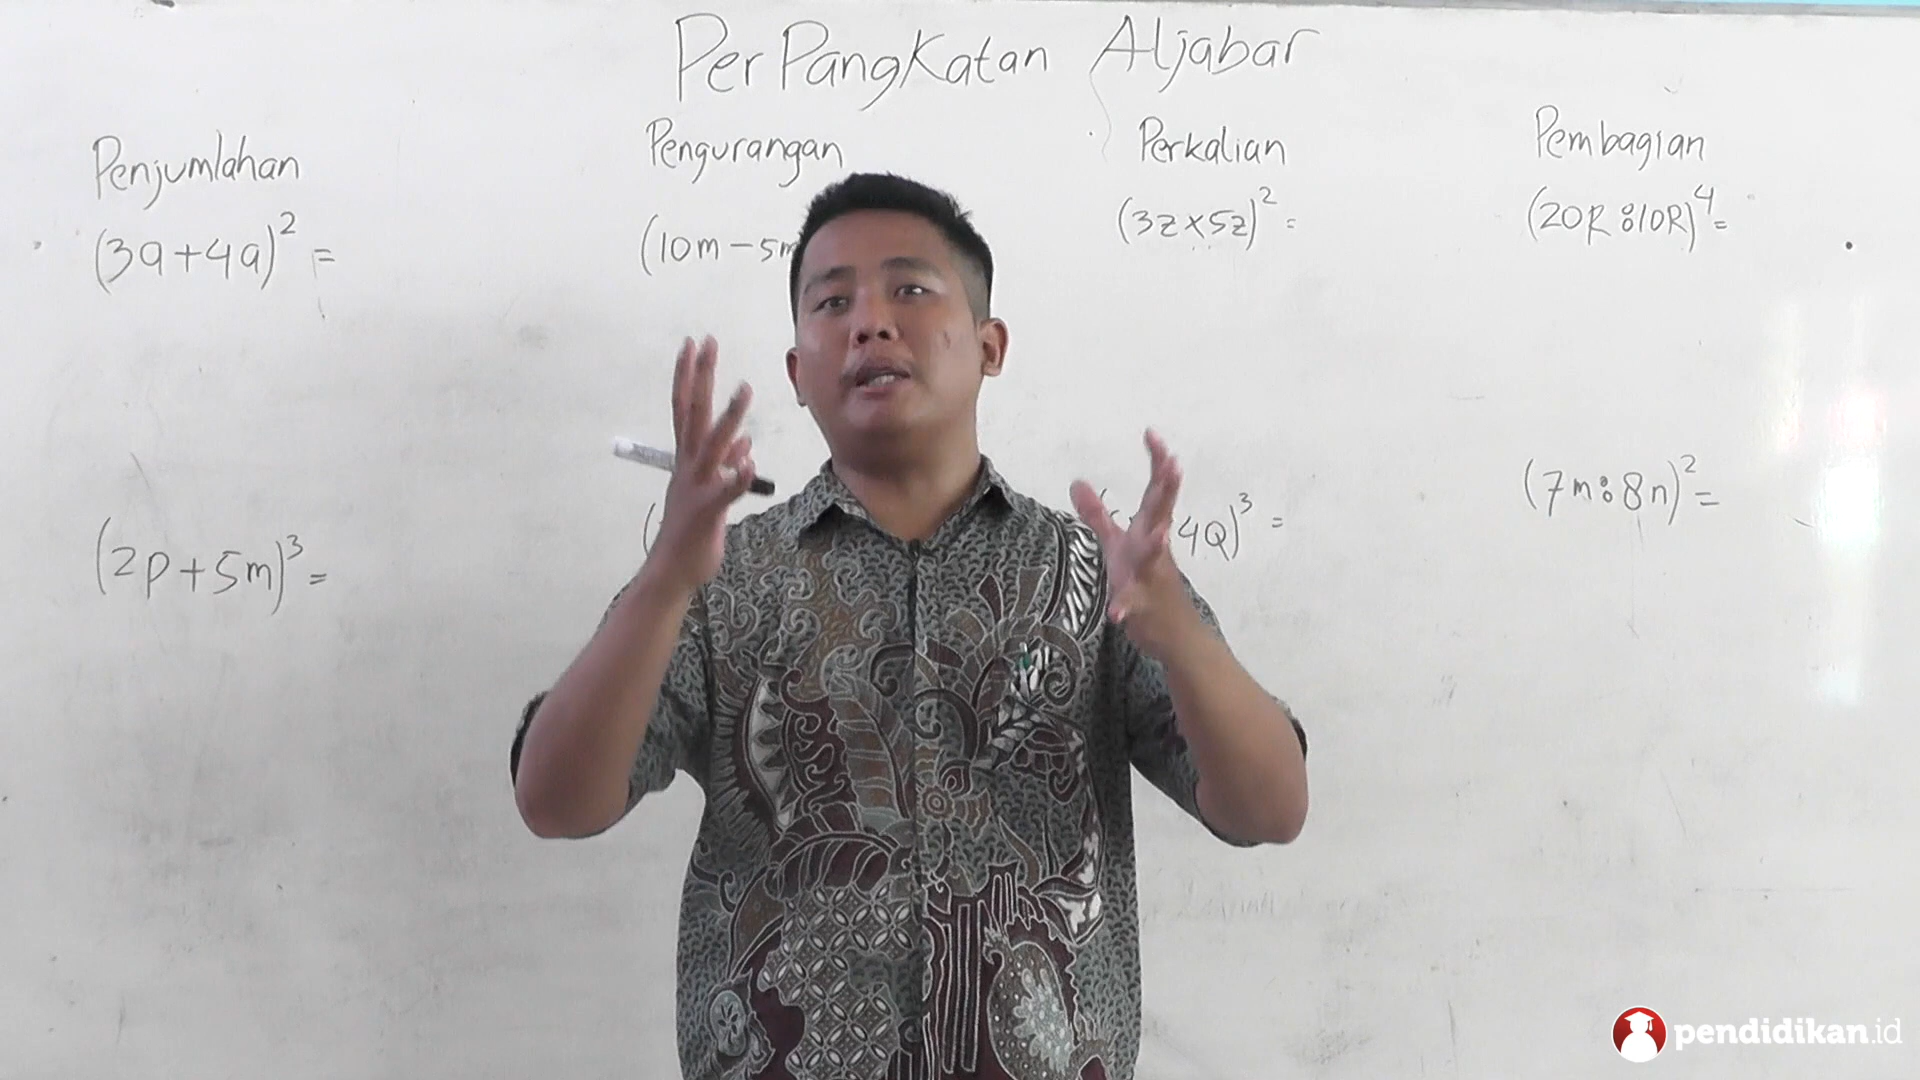 PerPangKatan Aljabar
Penjumlahan
(3a+4a)² =
(2p+5m)³ =
Pengurangan
(10m-5m
Perkalian
(3z×5z)² =
4Q)³ =
Pembagian
(20R:10R)⁴=
(7m:8n)²=
pendidikan.id